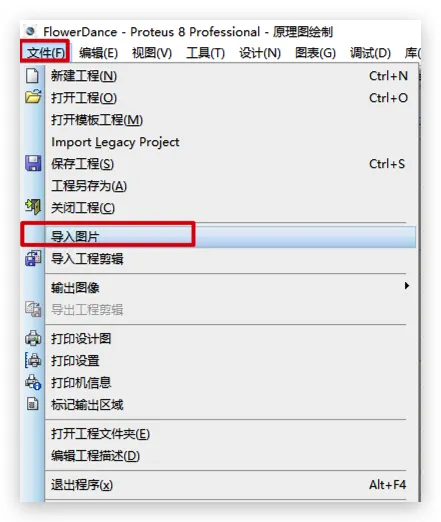 FlowerDance - Proteus 8 Professional - 原理图绘制
文件(F) 编辑(E) 视图(V) 工具(T) 设计(N) 图表(G) 调试(D) 库(
新建工程(N) Ctrl+N
打开工程(O) Ctrl+O
打开模板工程(M)
Import Legacy Project
保存工程(S) Ctrl+S
工程另存为(A)
关闭工程(C)
导入图片
导入工程剪辑
输出图像
导出工程剪辑
打印设计图
打印设置
打印机信息
标记输出区域
打开工程文件夹(E)
编辑工程描述(D)
退出程序(x) Alt+F4